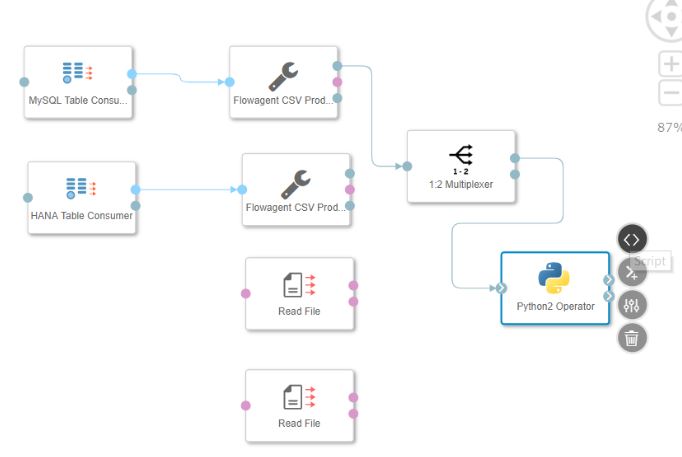 MySQL Table Consu...
Flowagent CSV Prod...
1-2
1:2 Multiplexer
87%
HANA Table Consumer
Flowagent CSV Prod...
Script
Read File
Python2 Operator
Read File